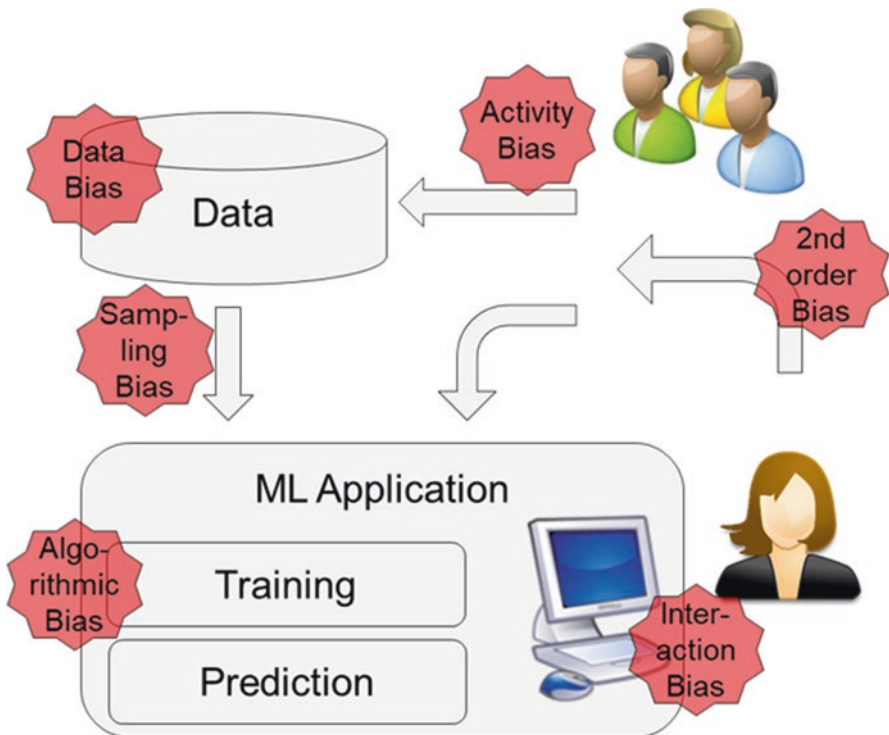 Activity
Bias
Data
Bias
Data
2nd
order
Bias
Samp-
ling
Bias
ML Application
Algo-
rithmic
Bias
Training
Inter-
action
Bias
Prediction